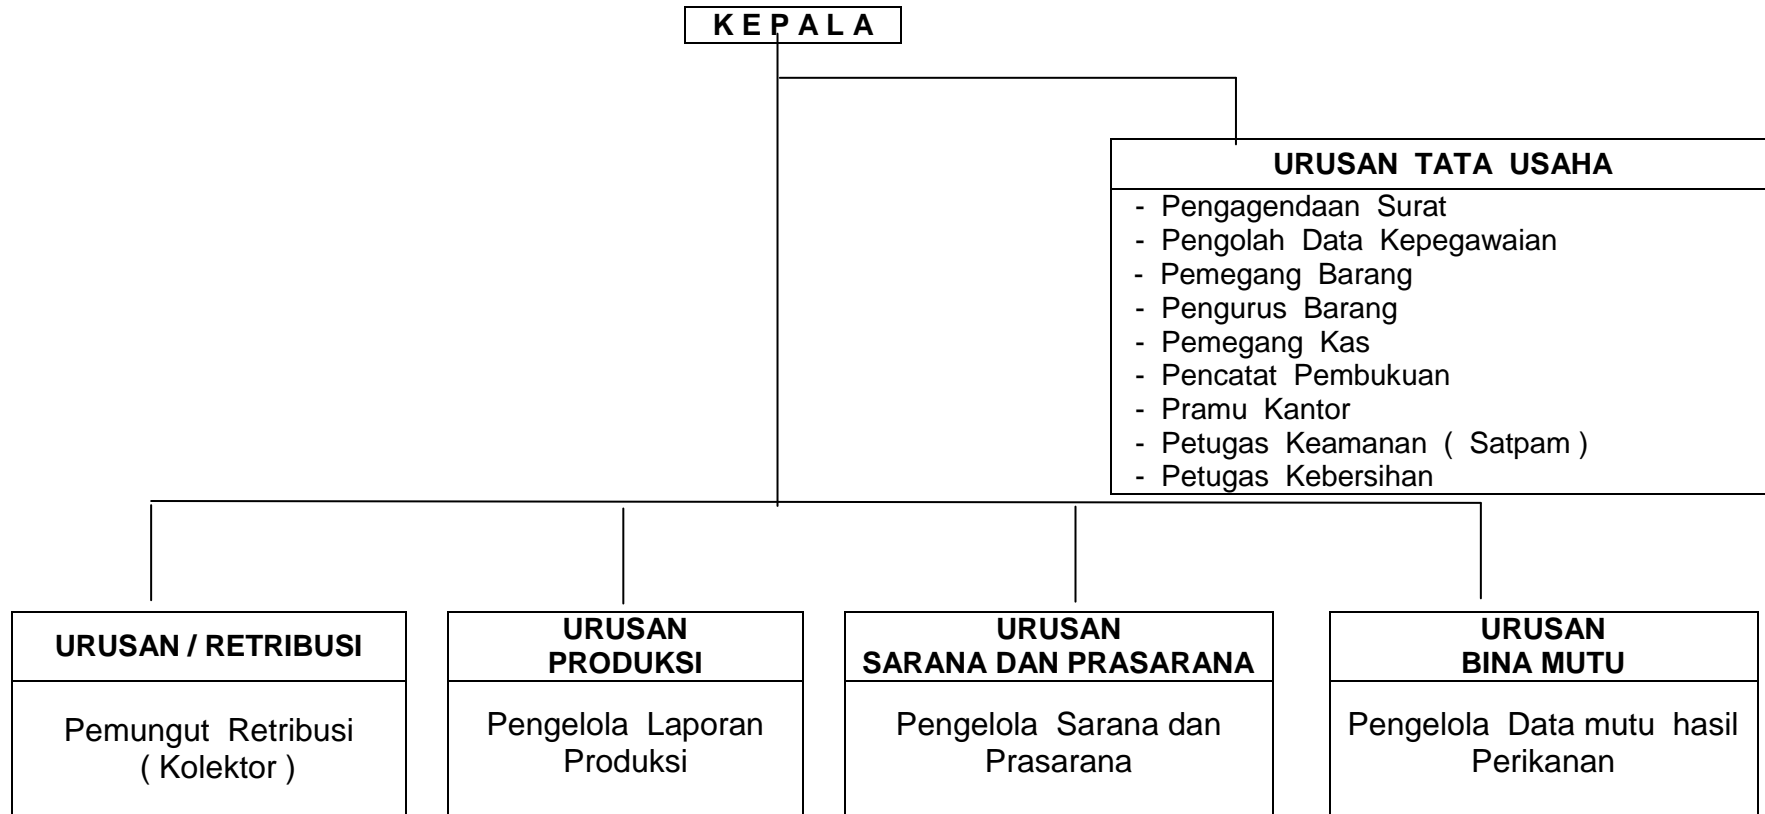 K E P A L A
URUSAN TATA USAHA
- Pengagendaan Surat
- Pengolah Data Kepegawaian
- Pemegang Barang
- Pengurus Barang
- Pemegang Kas
- Pencatat Pembukuan
- Pramu Kantor
- Petugas Keamanan ( Satpam )
- Petugas Kebersihan
URUSAN / RETRIBUSI
Pemungut Retribusi
( Kolektor )
URUSAN
PRODUKSI
Pengelola Laporan
Produksi
URUSAN
SARANA DAN PRASARANA
Pengelola Sarana dan
Prasarana
URUSAN
BINA MUTU
Pengelola Data mutu hasil
Perikanan